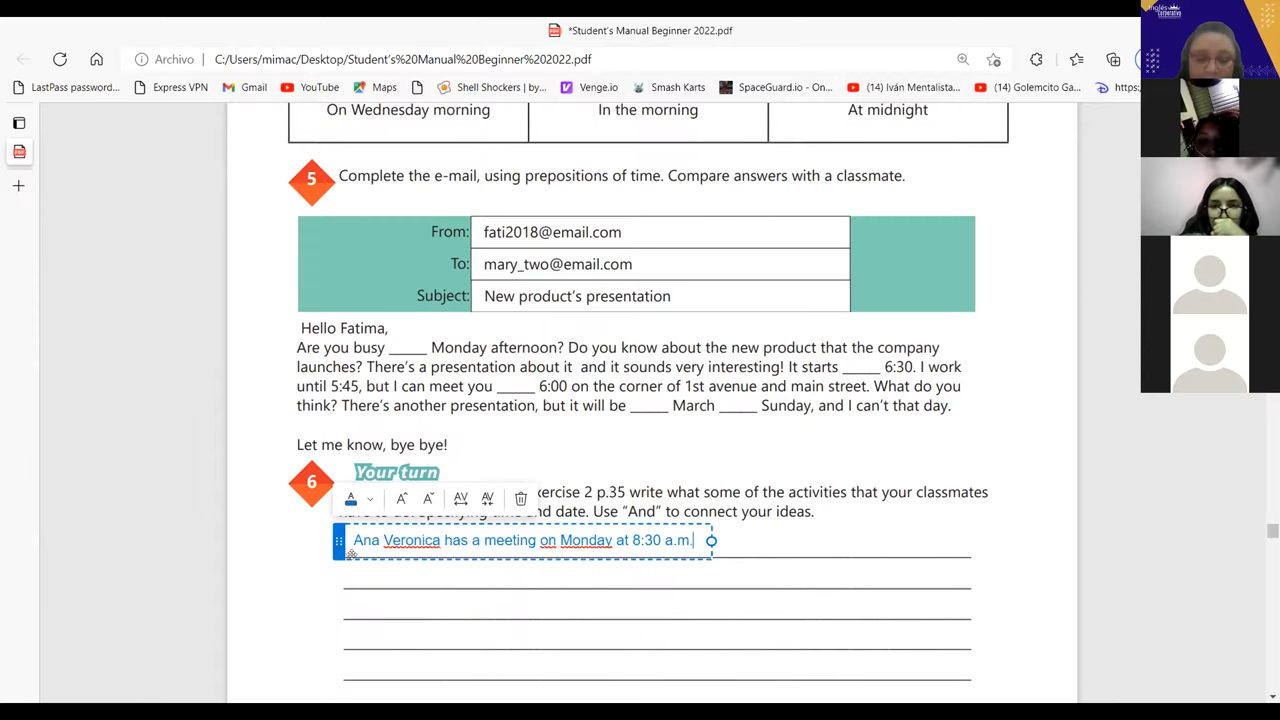 *Student's Manual Beginner 2022.pdf
Archivo | C:/Users/mimac/Desktop/Student's%20Manual%20Beginner%202022.pdf
LastPass password... Express VPN Gmail YouTube Maps Shell Shockers | by... Venge.io Smash Karts SpaceGuard.io - On... (14) Iván Mentalista... (14) Golemcito Ga... https:
Inglés
Corporativo
On Wednesday morning In the morning At midnight
5 Complete the e-mail, using prepositions of time. Compare answers with a classmate.
From: fati2018@email.com
To: mary_two@email.com
Subject: New product's presentation
Hello Fatima,
Are you busy _____ Monday afternoon? Do you know about the new product that the company
launches? There's a presentation about it and it sounds very interesting! It starts _____ 6:30. I work
until 5:45, but I can meet you _____ 6:00 on the corner of 1st avenue and main street. What do you
think? There's another presentation, but it will be _____ March _____ Sunday, and I can't that day.
Let me know, bye bye!
6 Your turn
exercise 2 p.35 write what some of the activities that your classmates
time and date. Use "And" to connect your ideas.
Ana Veronica has a meeting on Monday at 8:30 a.m.